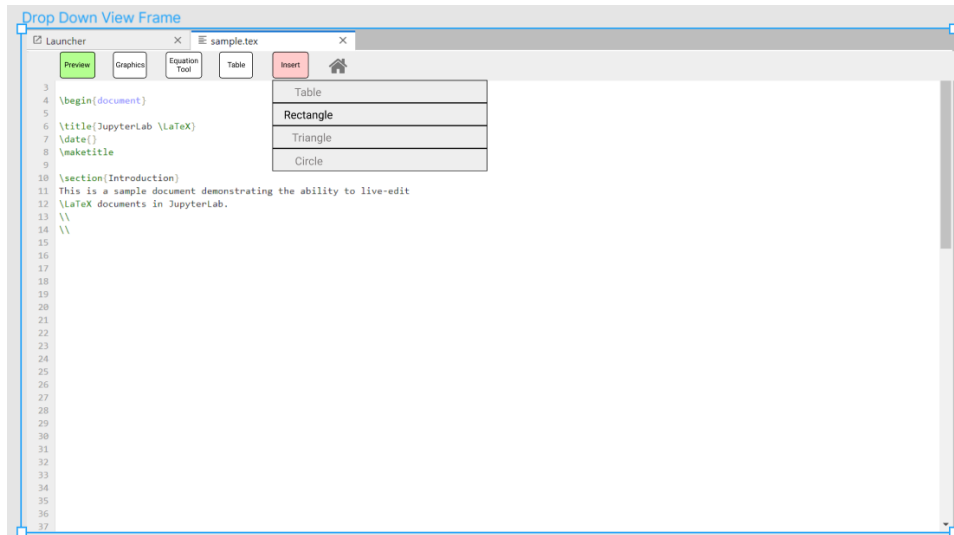 Drop Down View Frame
Launcher
sample.tex
Preview
Graphics
Equation
Tool
Table
Insert
Table
Rectangle
Triangle
Circle
3
4 \begin{document}
5
6 \title{JupyterLab \LaTeX}
7 \date{}
8 \maketitle
9
10 \section{Introduction}
11 This is a sample document demonstrating the ability to live-edit
12 \LaTeX documents in JupyterLab.
13 \\
14 \\
15
16
17
18
19
20
21
22
23
24
25
26
27
28
29
30
31
32
33
34
35
36
37